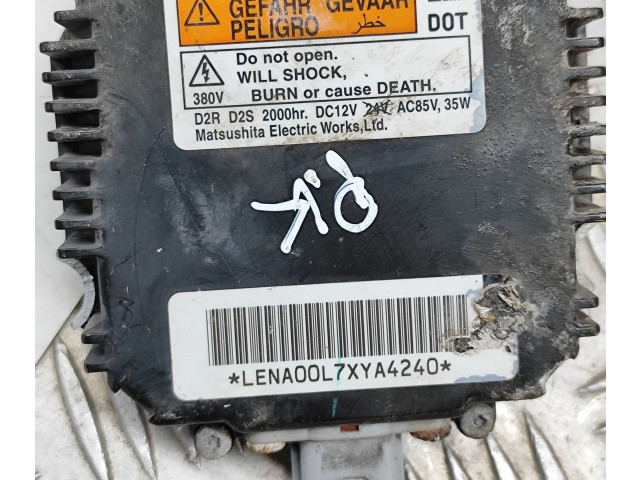 GEFAHR GEVAAR
PELIGRO خطر
DOT
Do not open.
WILL SHOCK,
BURN or cause DEATH.
380V
D2R D2S 2000hr. DC12V 24V AC85V, 35W
Matsushita Electric Works,Ltd.
P.K
*LENA00L7XYA4240*